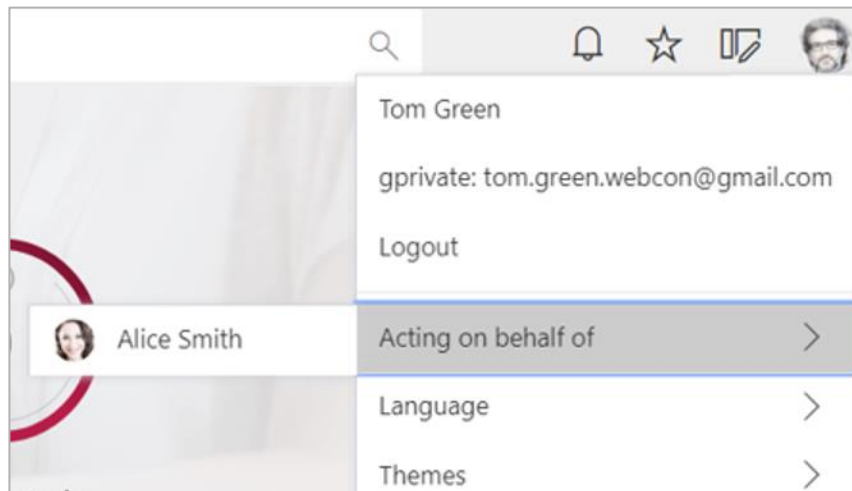 Tom Green
gprivate: tom.green.webcon@gmail.com
Logout
Alice Smith
Acting on behalf of
Language
Themes